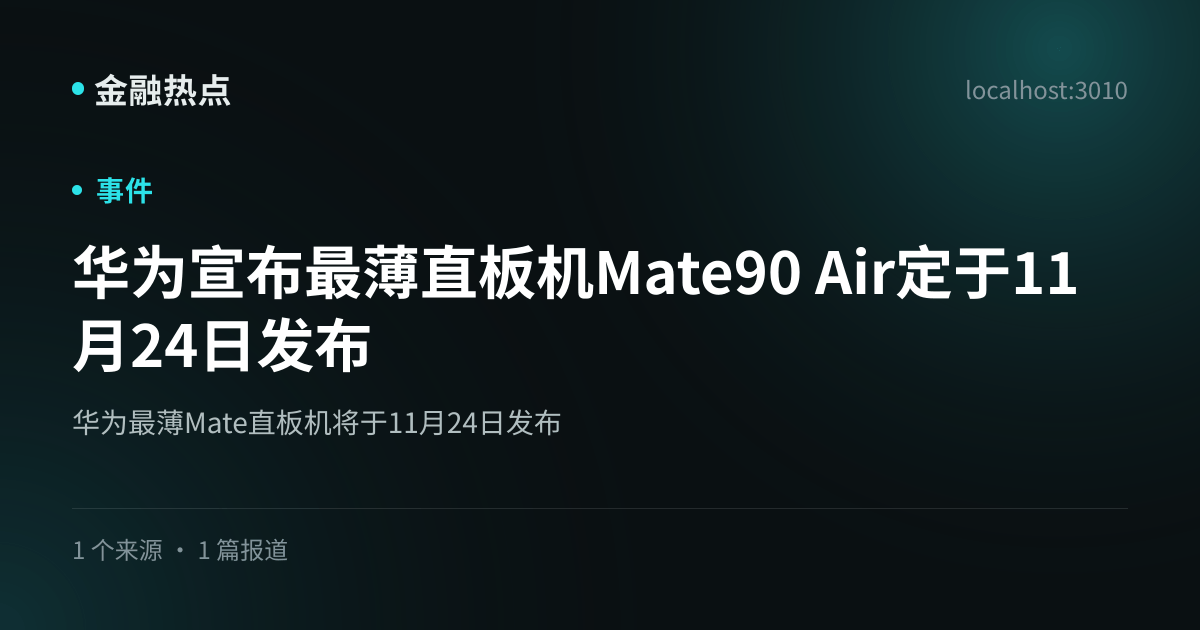 金融热点
localhost:3010
事件
华为宣布最薄直板机Mate90 Air定于11
月24日发布
华为最薄Mate直板机将于11月24日发布
1 个来源 · 1 篇报道